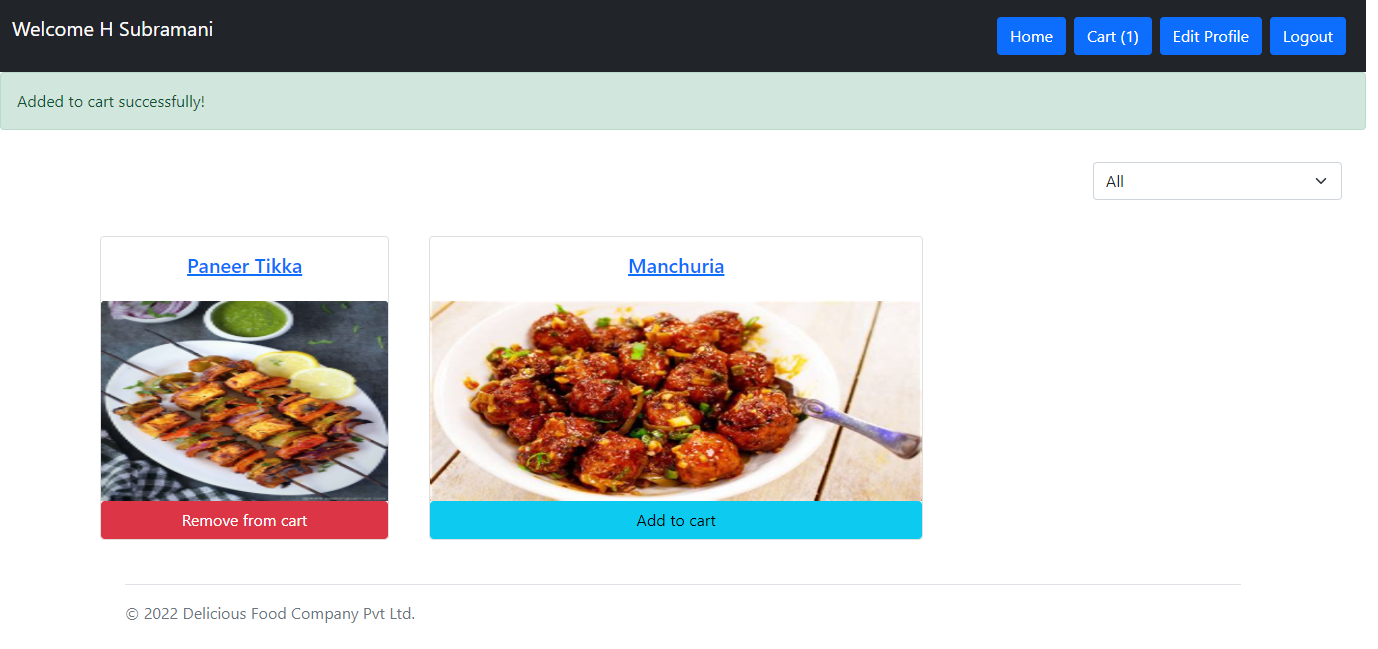 Welcome H Subramani
Home
Cart (1)
Edit Profile
Logout
Added to cart successfully!
All
Paneer Tikka
Manchuria
Remove from cart
Add to cart
© 2022 Delicious Food Company Pvt Ltd.